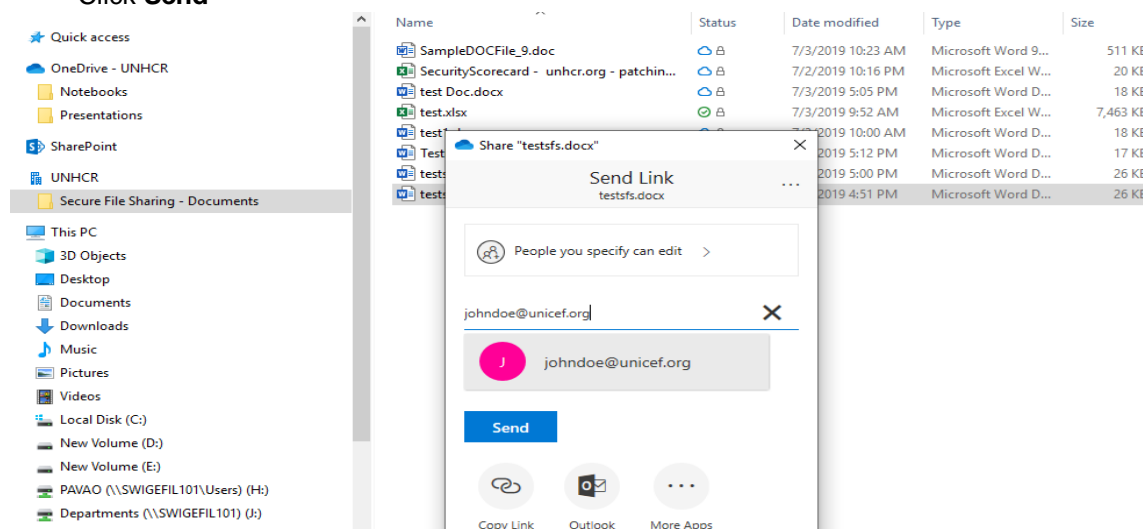 Click Send
Quick access
OneDrive - UNHCR
Notebooks
Presentations
SharePoint
UNHCR
Secure File Sharing - Documents
This PC
3D Objects
Desktop
Documents
Downloads
Music
Pictures
Videos
Local Disk (C:)
New Volume (D:)
New Volume (E:)
PAVAO (\\SWIGEFIL101\Users) (H:)
Departments (\\SWIGEFIL101) (J:)
Name Status Date modified Type Size
SampleDOCFile_9.doc 7/3/2019 10:23 AM Microsoft Word 9... 511 KB
SecurityScorecard - unhcr.org - patchin... 7/2/2019 10:16 PM Microsoft Excel W... 20 KB
test Doc.docx 7/3/2019 5:05 PM Microsoft Word D... 18 KB
test.xlsx 7/3/2019 9:52 AM Microsoft Excel W... 7,463 KB
2019 10:00 AM Microsoft Word D... 18 KB
Test 2019 5:12 PM Microsoft Word D... 17 KB
tests 2019 5:00 PM Microsoft Word D... 26 KB
tests 2019 4:51 PM Microsoft Word D... 26 KB
Share "testsfs.docx"
Send Link
testsfs.docx
People you specify can edit
johndoe@unicef.org
J johndoe@unicef.org
Send
Copy Link Outlook More Apps